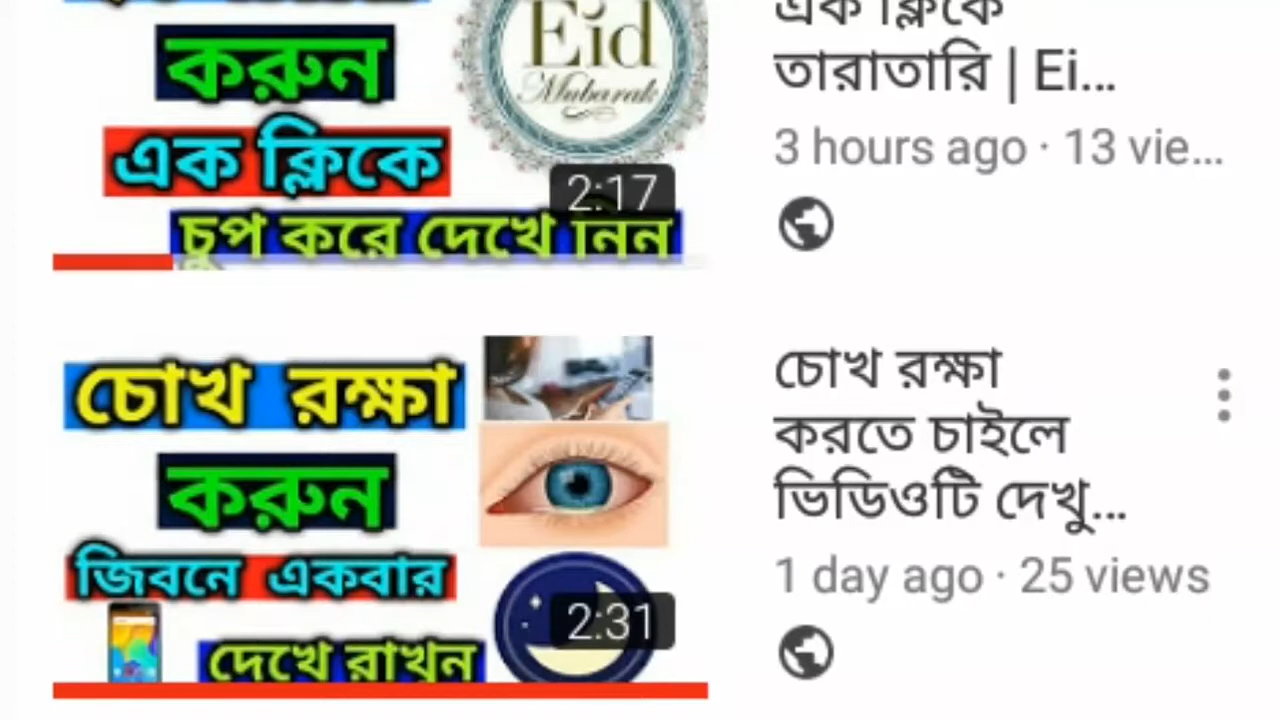 করুন
Eid
Mubarak
এক ক্লিকে
2:17
চুপ করে দেখে নিন
এক ক্লিকে
তারাতারি | Ei...
3 hours ago · 13 vie...
চোখ রক্ষা
করুন
জিবনে একবার
2:31
দেখে রাখুন
চোখ রক্ষা
করতে চাইলে
ভিডিওটি দেখু...
1 day ago · 25 views